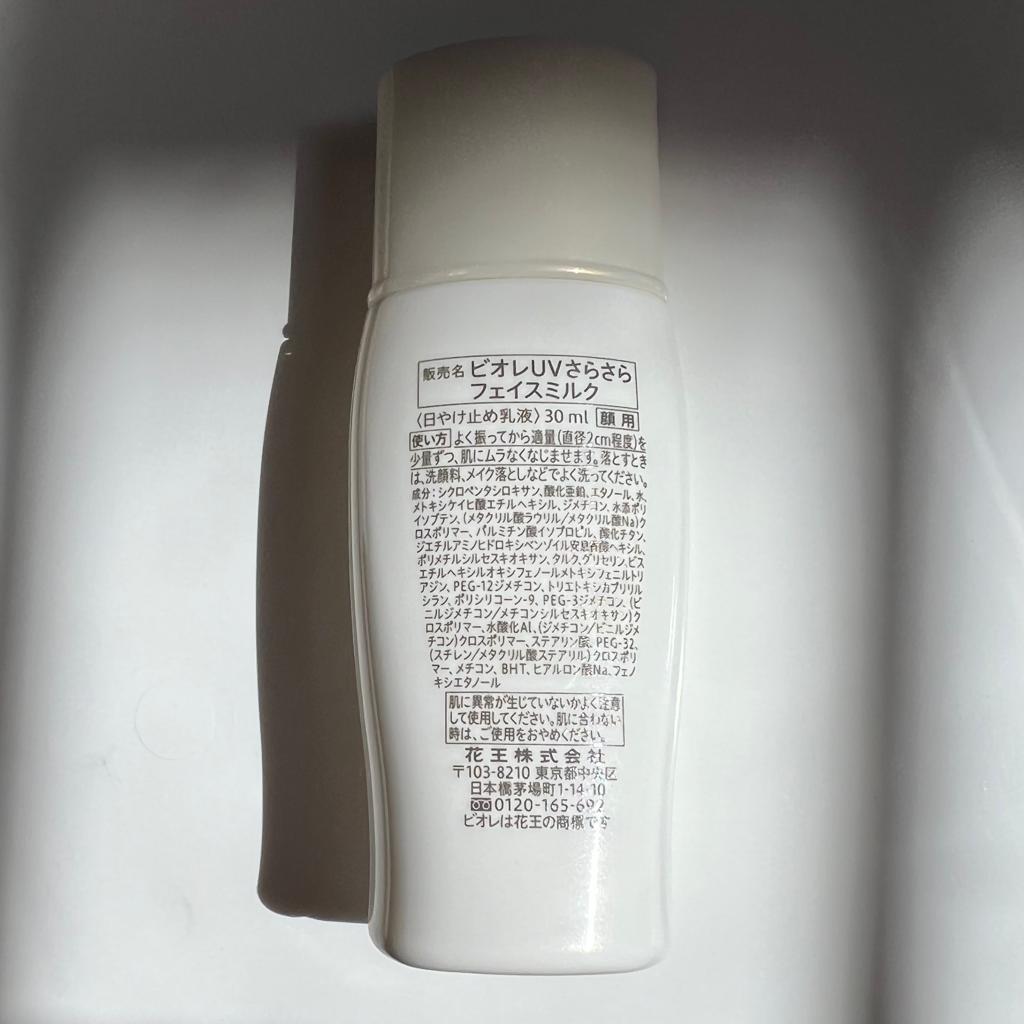 販売名 ビオレUVさらさら
フェイスミルク
〈日やけ止め乳液〉30 ml 顔用
使い方 よく振ってから適量(直径2cm程度)を
少量ずつ、肌にムラなくなじませます。落とすとき
は、洗顔料、メイク落としなどでよく洗ってください。
成分:シクロペンタシロキサン、酸化亜鉛、エタノール、水、
メトキシケイヒ酸エチルヘキシル、ジメチコン、水添ポリ
イソブテン、(メタクリル酸ラウリル/メタクリル酸Na)ク
ロスポリマー、パルミチン酸イソプロピル、酸化チタン、
ジエチルアミノヒドロキシベンゾイル安息香酸ヘキシル、
ポリメチルシルセスキオキサン、タルク、グリセリン、ビス
エチルヘキシルオキシフェノールメトキシフェニルトリ
アジン、PEG-12ジメチコン、トリエトキシカプリリル
シラン、ポリシリコーン-9、PEG-3ジメチコン、(ビ
ニルジメチコン/メチコンシルセスキオキサン)ク
ロスポリマー、水酸化Al、(ジメチコン/ビニルジメ
チコン)クロスポリマー、ステアリン酸、PEG-32、
(スチレン/メタクリル酸ステアリル)クロスポリ
マー、メチコン、BHT、ヒアルロン酸Na、フェノ
キシエタノール
肌に異常が生じていないかよく注意
して使用してください。肌に合わない
時は、ご使用をおやめください。
花王株式会社
〒103-8210 東京都中央区
日本橋茅場町1-14-10
0120-165-692
ビオレは花王の商標です